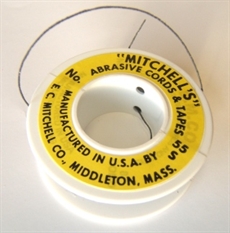 "MITCHELL'S"
ABRASIVE CORDS & TAPES
No. 55 S
MANUFACTURED IN U.S.A. BY
E. C. MITCHELL CO., MIDDLETON, MASS.